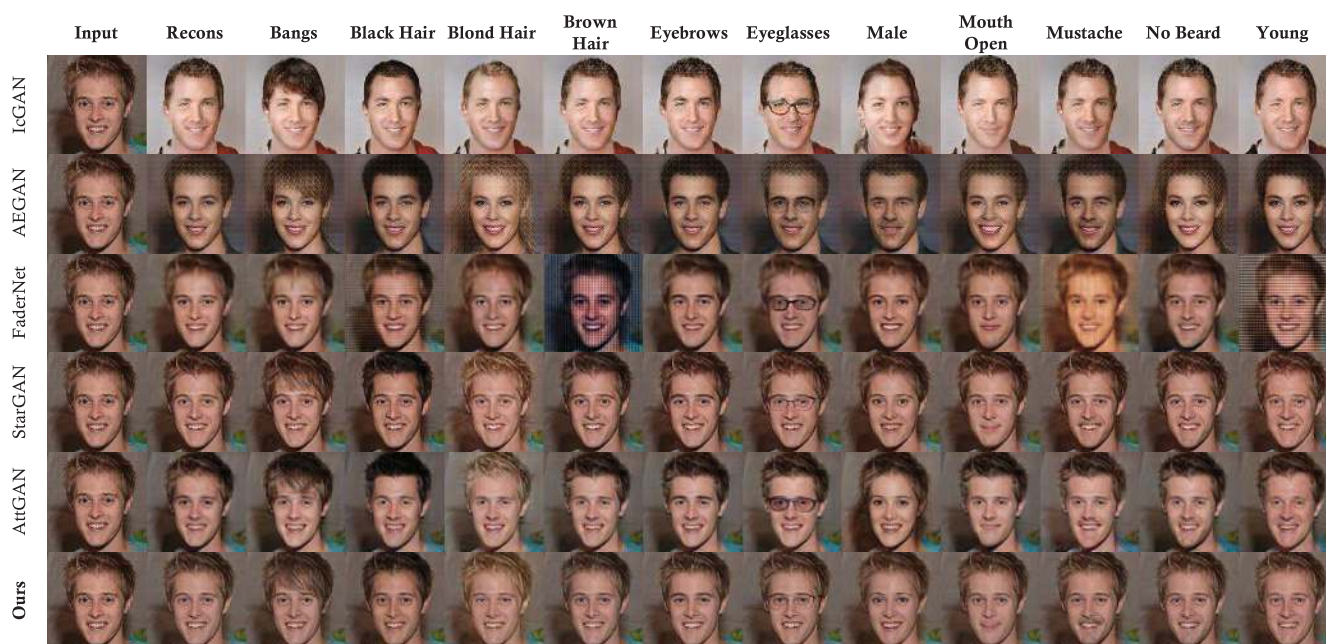 Input Recons Bangs Black Hair Blond Hair Brown Hair Eyebrows Eyeglasses Male Mouth Open Mustache No Beard Young
IcGAN
AEGAN
FaderNet
StarGAN
AttGAN
Ours